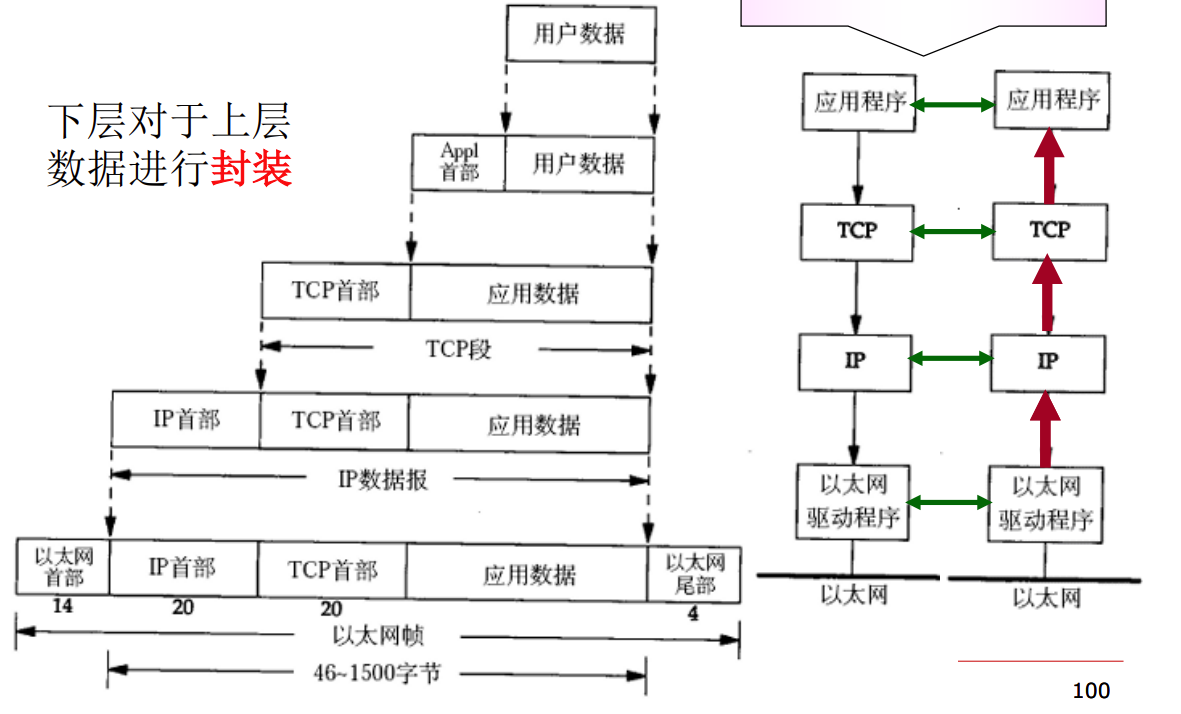 用户数据
下层对于上层
数据进行封装
Appl
首部
用户数据
TCP首部
应用数据
TCP段
IP首部
TCP首部
应用数据
IP数据报
以太网
首部
IP首部
TCP首部
应用数据
以太网
尾部
14
20
20
4
以太网帧
46~1500字节
应用程序
应用程序
TCP
TCP
IP
IP
以太网
驱动程序
以太网
驱动程序
以太网
以太网
100